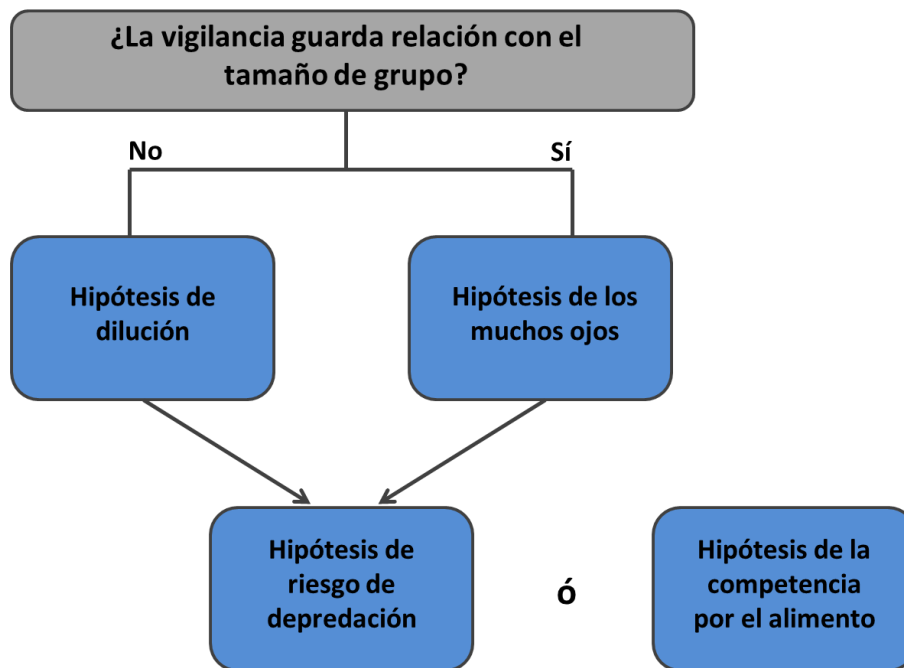 ¿La vigilancia guarda relación con el
tamaño de grupo?
No
Sí
Hipótesis de
dilución
Hipótesis de los
muchos ojos
Hipótesis de
riesgo de
depredación
ó
Hipótesis de la
competencia
por el alimento